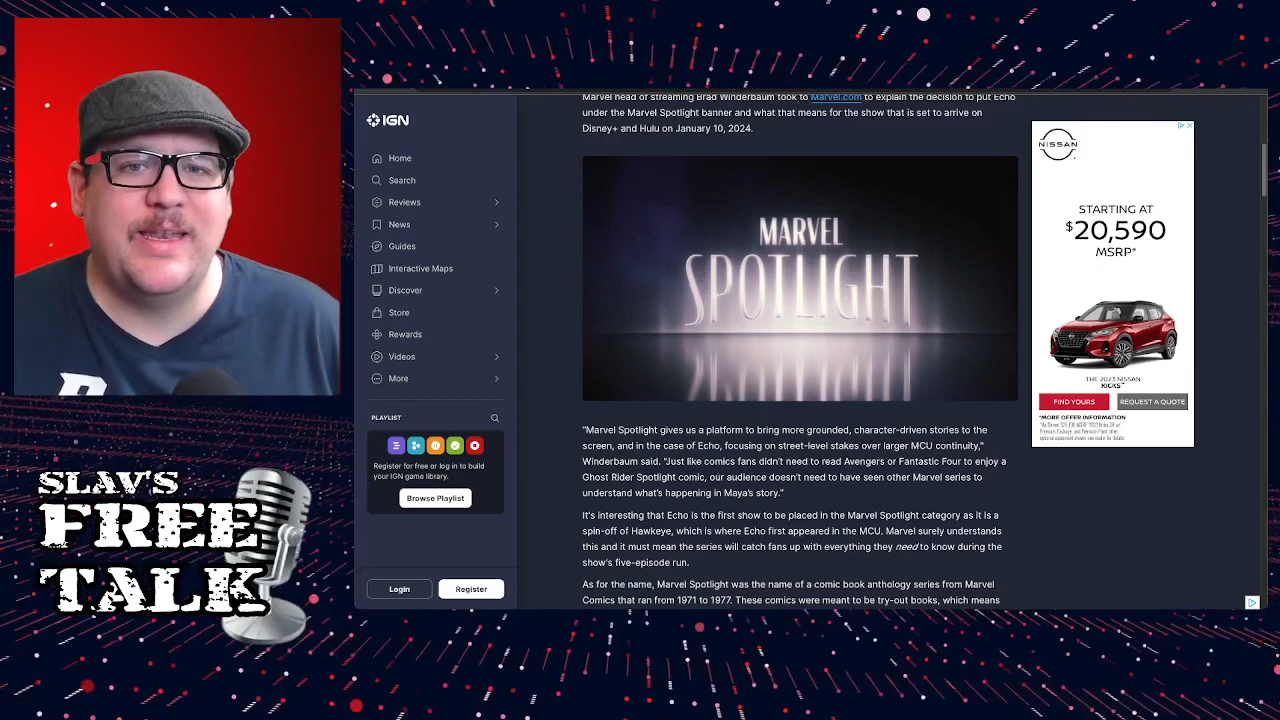 Marvel head of streaming Brad Winderbaum took to Marvel.com to explain the decision to put Echo
under the Marvel Spotlight banner and what that means for the show that is set to arrive on
Disney+ and Hulu on January 10, 2024.
IGN
Home
Search
Reviews
News
Guides
Interactive Maps
Discover
Store
Rewards
Videos
More
PLAYLIST
Register for free or log in to build
your IGN game library.
Browse Playlist
Login
Register
MARVEL
SPOTLIGHT
"Marvel Spotlight gives us a platform to bring more grounded, character-driven stories to the
screen, and in the case of Echo, focusing on street-level stakes over larger MCU continuity,"
Winderbaum said. "Just like comics fans didn't need to read Avengers or Fantastic Four to enjoy a
Ghost Rider Spotlight comic, our audience doesn't need to have seen other Marvel series to
understand what's happening in Maya's story."
It's interesting that Echo is the first show to be placed in the Marvel Spotlight category as it is a
spin-off of Hawkeye, which is where Echo first appeared in the MCU. Marvel surely understands
this and it must mean the series will catch fans up with everything they need to know during the
show's five-episode run.
As for the name, Marvel Spotlight was the name of a comic book anthology series from Marvel
Comics that ran from 1971 to 1977. These comics were meant to be try-out books, which means
NISSAN
STARTING AT
$20,590
MSRP*
THE 2023 NISSAN
KICKS™
FIND YOURS
REQUEST A QUOTE
*MORE OFFER INFORMATION
SLAV'S
FREE
TALK